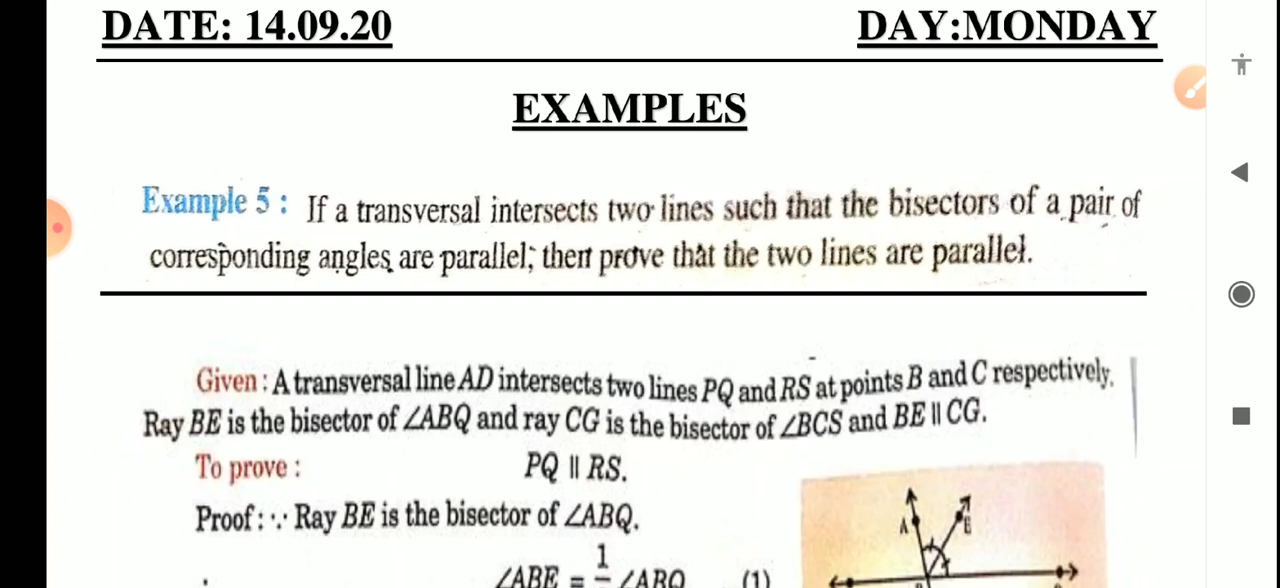 DATE: 14.09.20 DAY:MONDAY
EXAMPLES
Example 5 : If a transversal intersects two lines such that the bisectors of a pair of
corresponding angles are parallel; then prove that the two lines are parallel.
Given : A transversal line AD intersects two lines PQ and RS at points B and C respectively.
Ray BE is the bisector of ∠ABQ and ray CG is the bisector of ∠BCS and BE || CG.
To prove : PQ || RS.
Proof : ∵ Ray BE is the bisector of ∠ABQ.
A E
∠ABE = 1/ ∠ABQ (1)